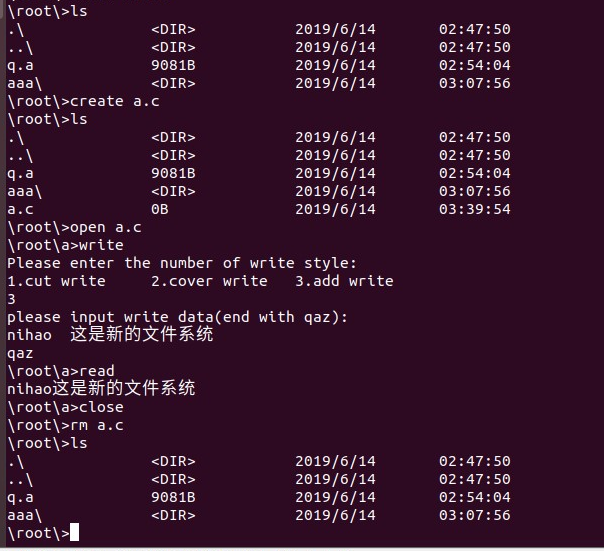 \root\>ls
.\ <DIR> 2019/6/14 02:47:50
..\ <DIR> 2019/6/14 02:47:50
q.a 9081B 2019/6/14 02:54:04
aaa\ <DIR> 2019/6/14 03:07:56
\root\>create a.c
\root\>ls
.\ <DIR> 2019/6/14 02:47:50
..\ <DIR> 2019/6/14 02:47:50
q.a 9081B 2019/6/14 02:54:04
aaa\ <DIR> 2019/6/14 03:07:56
a.c 0B 2019/6/14 03:39:54
\root\>open a.c
\root\a>write
Please enter the number of write style:
1.cut write 2.cover write 3.add write
3
please input write data(end with qaz):
nihao 这是新的文件系统
qaz
\root\a>read
nihao这是新的文件系统
\root\a>close
\root\>rm a.c
\root\>ls
.\ <DIR> 2019/6/14 02:47:50
..\ <DIR> 2019/6/14 02:47:50
q.a 9081B 2019/6/14 02:54:04
aaa\ <DIR> 2019/6/14 03:07:56
\root\>